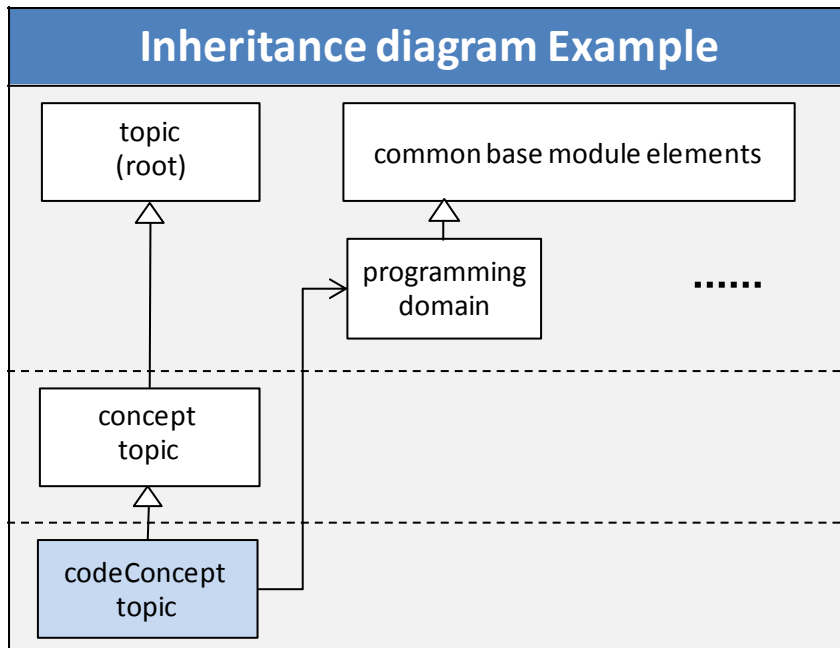 Inheritance diagram Example
topic
(root)
common base module elements
programming
domain
......
concept
topic
codeConcept
topic